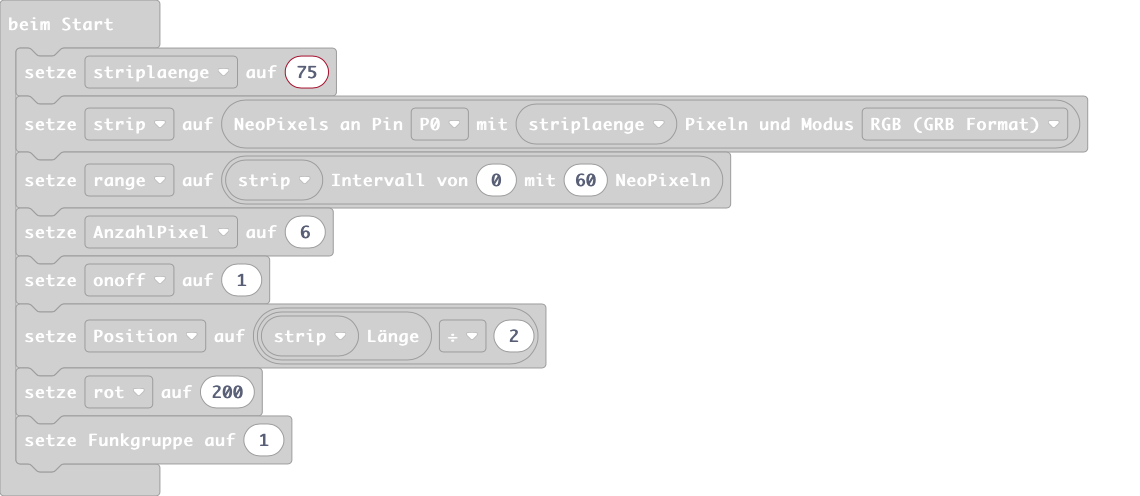 beim Start
setze striplaenge auf 75
setze strip auf NeoPixels an Pin P0 mit striplaenge Pixeln und Modus RGB (GRB Format)
setze range auf strip Intervall von 0 mit 60 NeoPixeln
setze AnzahlPixel auf 6
setze onoff auf 1
setze Position auf strip Länge ÷ 2
setze rot auf 200
setze Funkgruppe auf 1